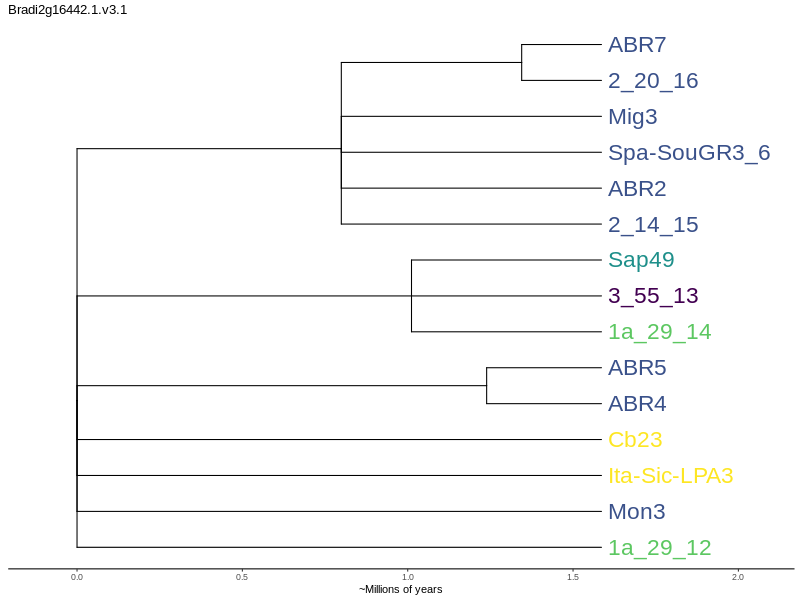 Bradi2g16442.1.v3.1
ABR7
2_20_16
Mig3
Spa-SouGR3_6
ABR2
2_14_15
Sap49
3_55_13
1a_29_14
ABR5
ABR4
Cb23
Ita-Sic-LPA3
Mon3
1a_29_12
0.0 0.5 1.0 1.5 2.0
~Millions of years